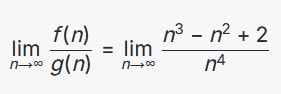 lim n→∞ f(n)/g(n) = lim n→∞ (n³ − n² + 2)/n⁴